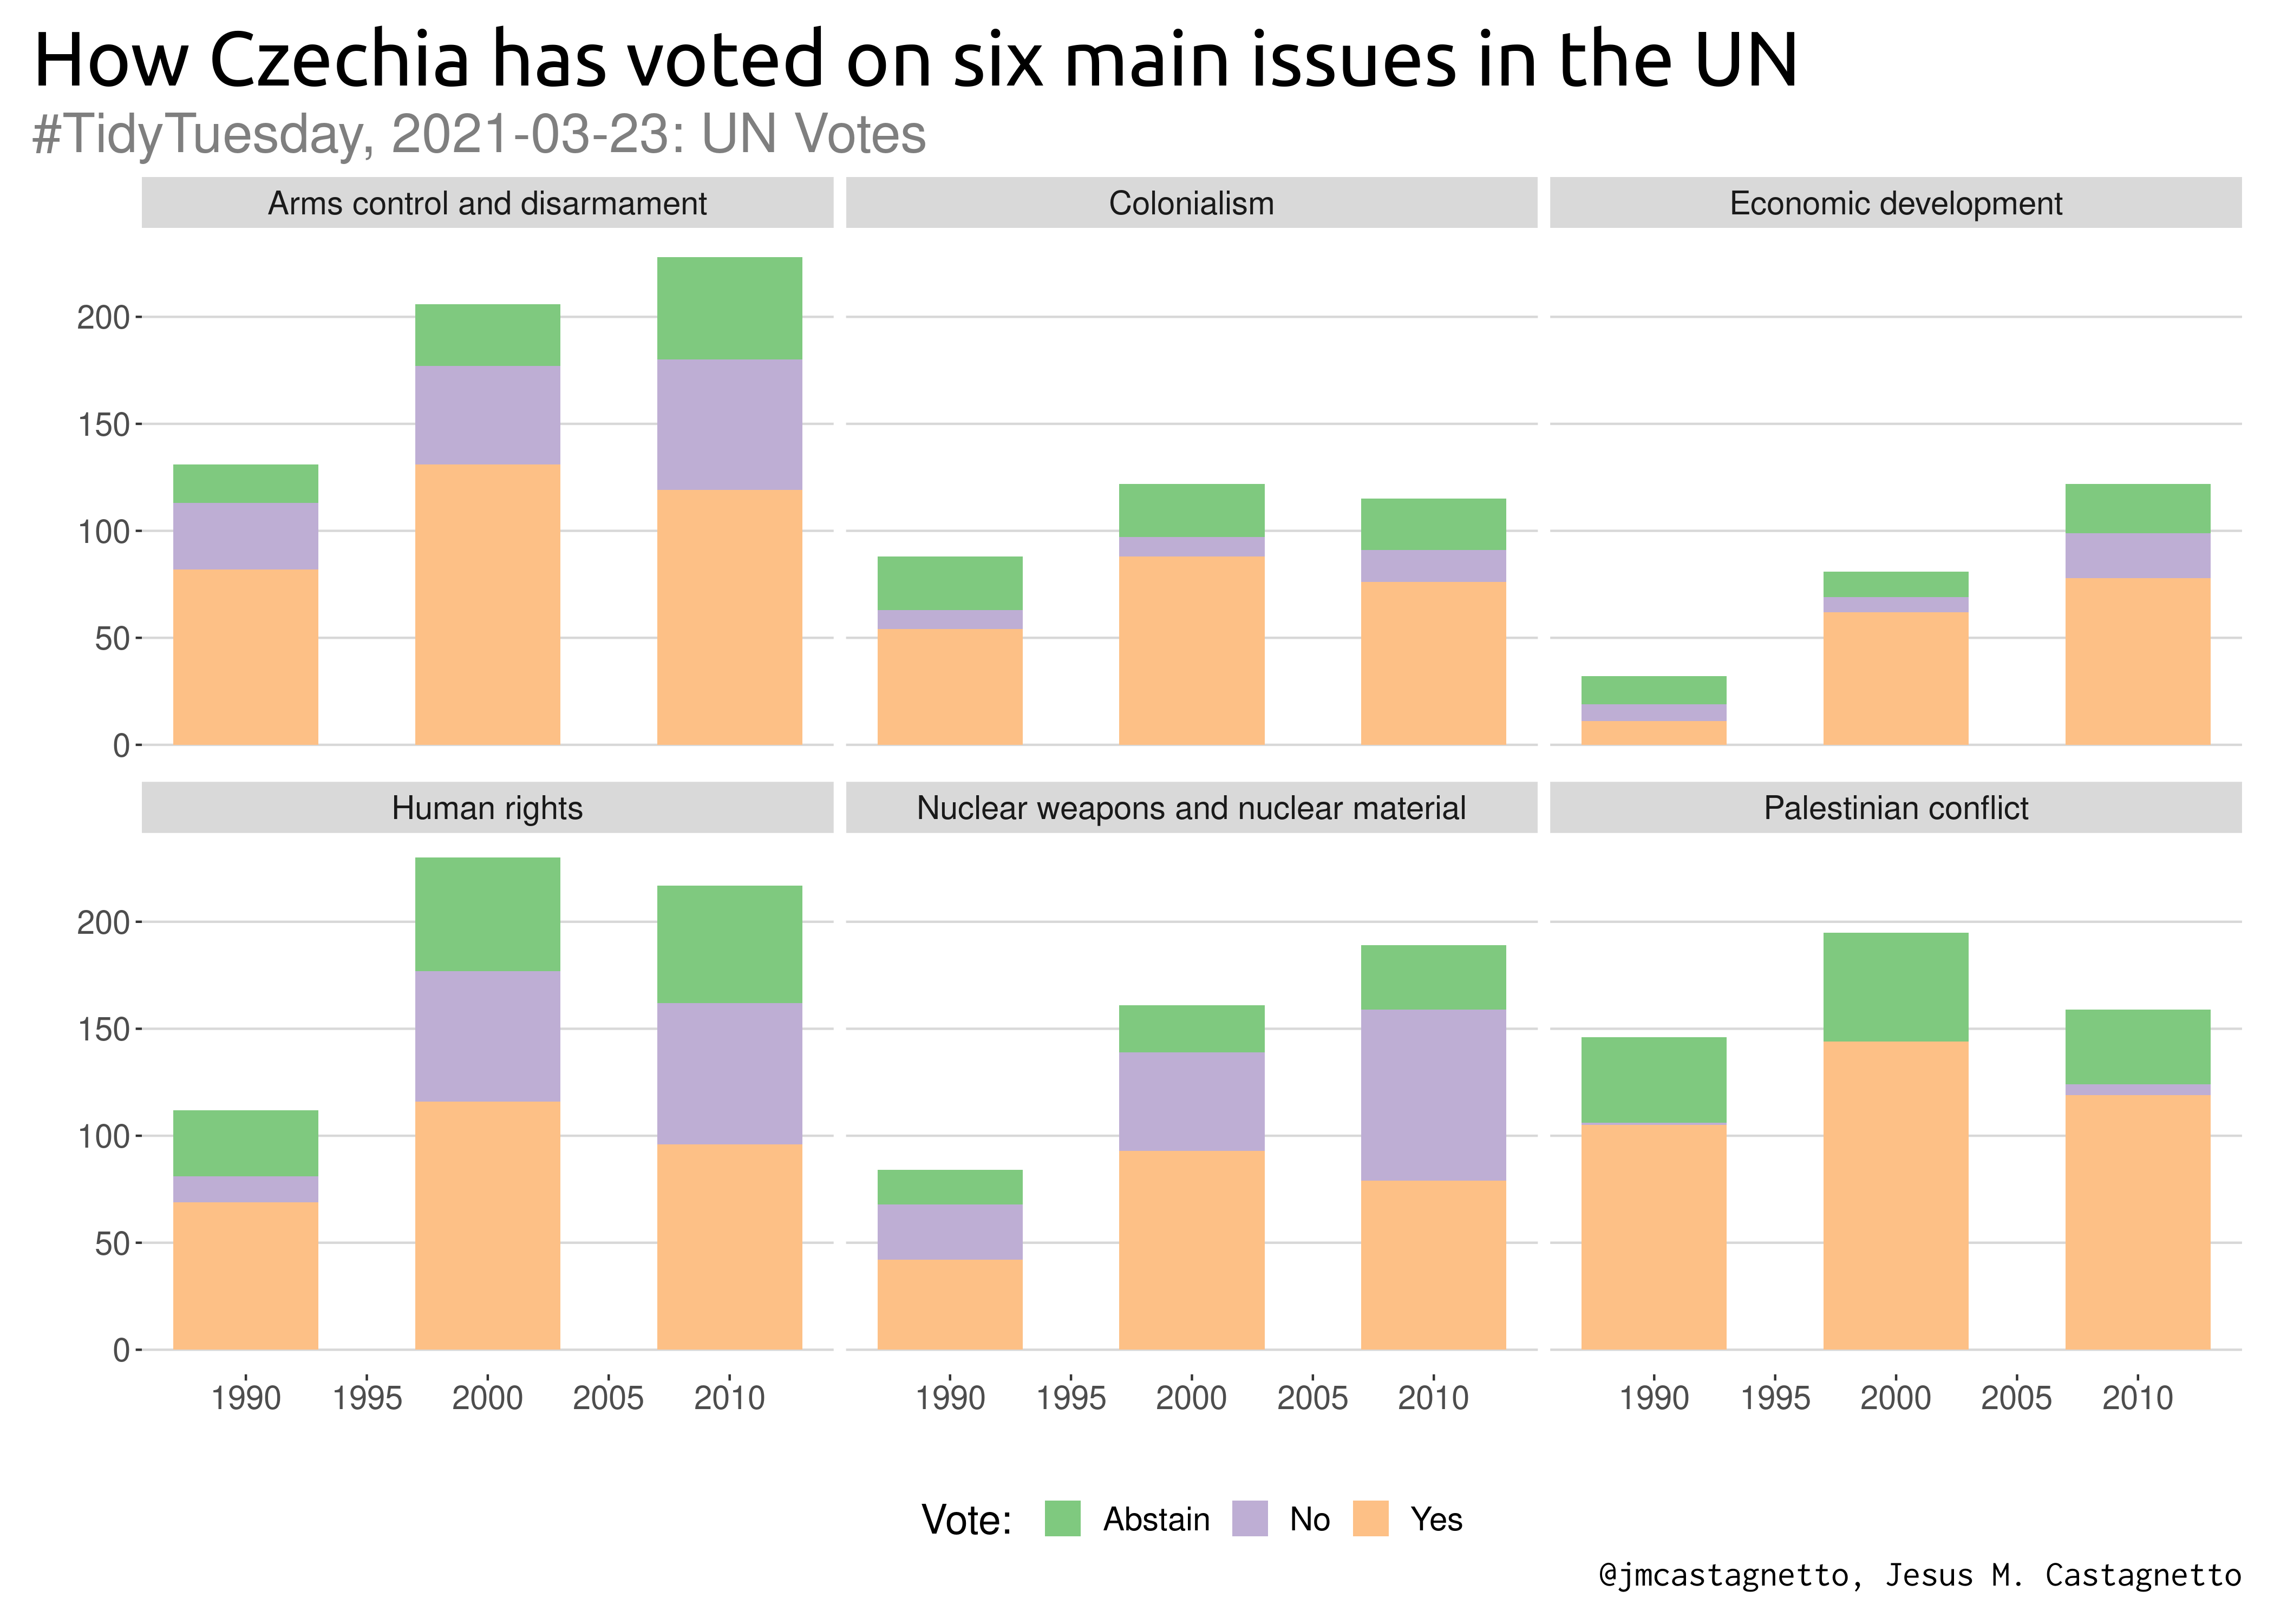 How Czechia has voted on six main issues in the UN
#TidyTuesday, 2021-03-23: UN Votes
Arms control and disarmament
Colonialism
Economic development
200
150
100
50
0
Human rights
Nuclear weapons and nuclear material
Palestinian conflict
200
150
100
50
0
1990 1995 2000 2005 2010
1990 1995 2000 2005 2010
1990 1995 2000 2005 2010
Vote: Abstain No Yes
@jmcastagnetto, Jesus M. Castagnetto